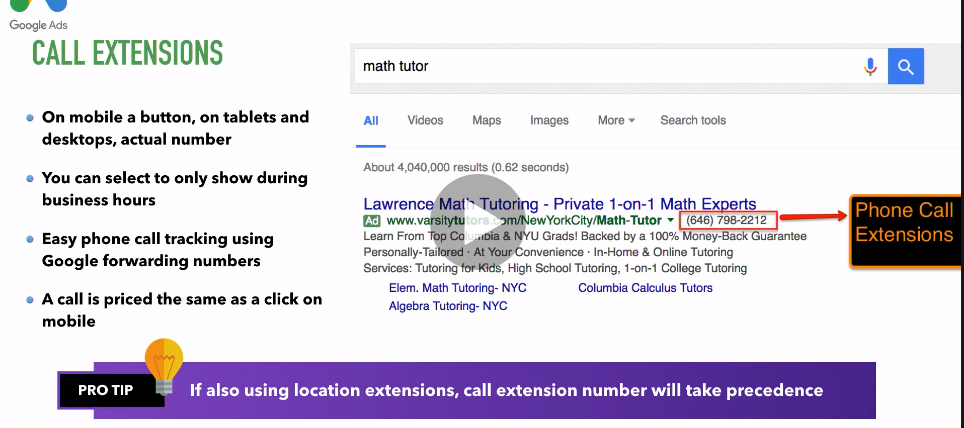 Google Ads
CALL EXTENSIONS
On mobile a button, on tablets and
desktops, actual number
You can select to only show during
business hours
Easy phone call tracking using
Google forwarding numbers
A call is priced the same as a click on
mobile
math tutor
All Videos Maps Images More Search tools
About 4,040,000 results (0.62 seconds)
Lawrence Math Tutoring - Private 1-on-1 Math Experts
Ad www.varsitytutors.com/NewYorkCity/Math-Tutor (646) 798-2212
Learn From Top Columbia & NYU Grads! Backed by a 100% Money-Back Guarantee
Personally-Tailored · At Your Convenience · In-Home & Online Tutoring
Services: Tutoring for Kids, High School Tutoring, 1-on-1 College Tutoring
Elem. Math Tutoring- NYC Columbia Calculus Tutors
Algebra Tutoring- NYC
Phone Call
Extensions
PRO TIP If also using location extensions, call extension number will take precedence